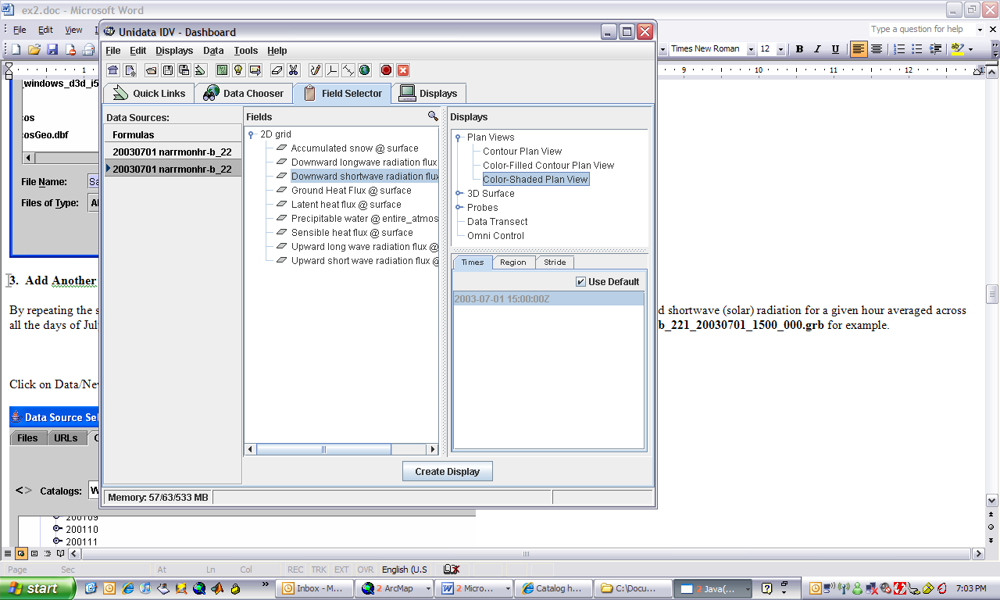 ex2.doc - Microsoft Word
File Edit View
Type a question for help
Times New Roman 12 B I U
1 9 10 11 12
Unidata IDV - Dashboard
File Edit Displays Data Tools Help
Quick Links Data Chooser Field Selector Displays
Data Sources:
Formulas
20030701 narrmonhr-b_22
20030701 narrmonhr-b_22
Fields
2D grid
Accumulated snow @ surface
Downward longwave radiation flux
Downward shortwave radiation flux
Ground Heat Flux @ surface
Latent heat flux @ surface
Precipitable water @ entire_atmos
Sensible heat flux @ surface
Upward long wave radiation flux @
Upward short wave radiation flux @
Displays
Plan Views
Contour Plan View
Color-Filled Contour Plan View
Color-Shaded Plan View
3D Surface
Probes
Data Transect
Omni Control
Times Region Stride
Use Default
2003-07-01 15:00:00Z
Create Display
Memory: 57/63/533 MB
_windows_d3d_i5
cos
cosGeo.dbf
File Name: Sa
Files of Type: Al
3. Add Another
By repeating the s
d shortwave (solar) radiation for a given hour averaged across
all the days of Jul
b_221_20030701_1500_000.grb for example.
Click on Data/Ne
Data Source Sel
Files URLs C
<> Catalogs: W
200109
200110
200111
Page Sec At Ln Col REC TRK EXT OVR English (U.S
start Inbox - M... 2 ArcMap 2 Micro... Catalog h... C:\Docu... 2 Java(... 7:03 PM